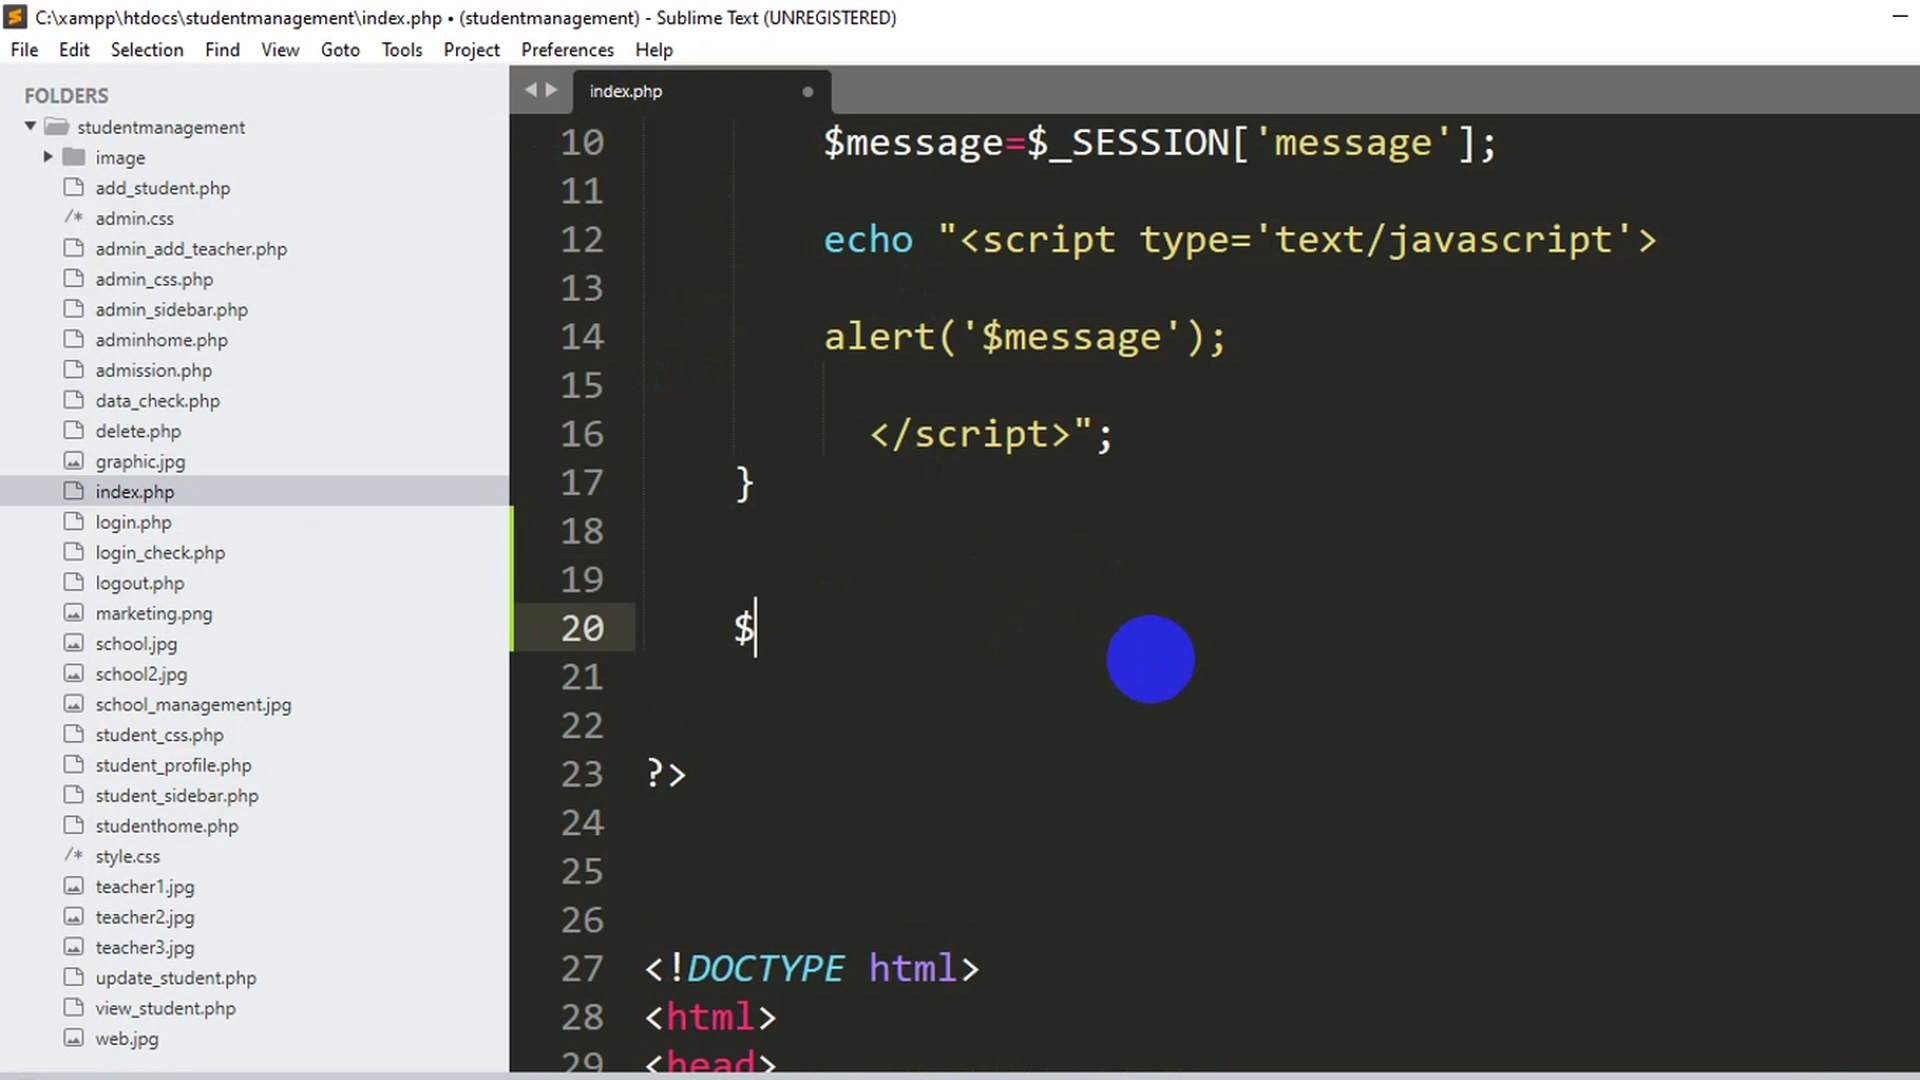 C:\xampp\htdocs\studentmanagement\index.php • (studentmanagement) - Sublime Text (UNREGISTERED)
File Edit Selection Find View Goto Tools Project Preferences Help
FOLDERS
studentmanagement
image
add_student.php
/* admin.css
admin_add_teacher.php
admin_css.php
admin_sidebar.php
adminhome.php
admission.php
data_check.php
delete.php
graphic.jpg
index.php
login.php
login_check.php
logout.php
marketing.png
school.jpg
school2.jpg
school_management.jpg
student_css.php
student_profile.php
student_sidebar.php
studenthome.php
/* style.css
teacher1.jpg
teacher2.jpg
teacher3.jpg
update_student.php
view_student.php
web.jpg
index.php
10 $message=$_SESSION['message'];
11
12 echo "<script type='text/javascript'>
13
14 alert('$message');
15
16 </script>";
17 }
18
19
20 $
21
22
23 ?>
24
25
26
27 <!DOCTYPE html>
28 <html>
29 <head>